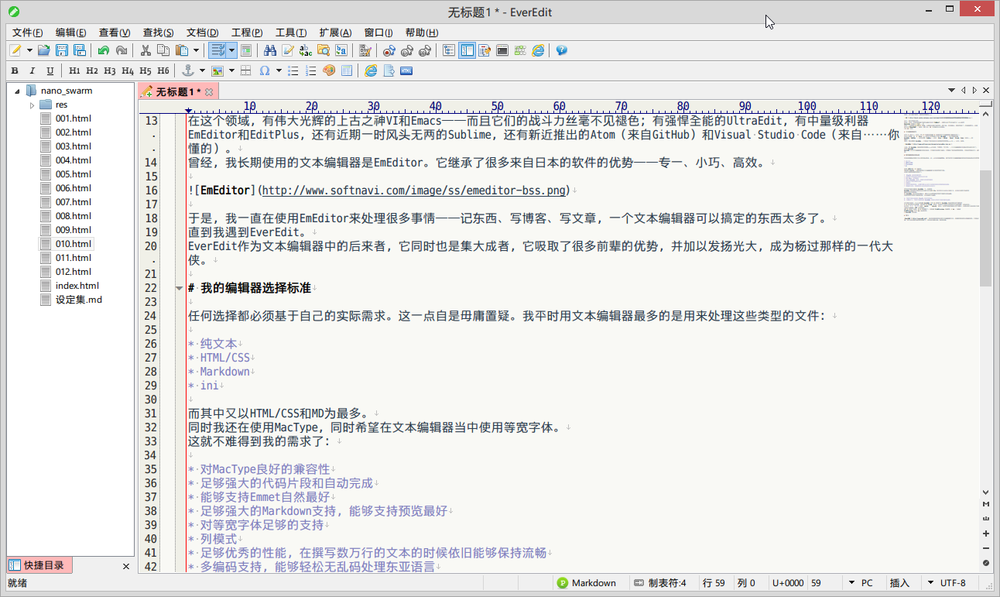 无标题1 * - EverEdit
文件(F) 编辑(E) 查看(V) 查找(S) 文档(D) 工程(P) 工具(T) 扩展(A) 窗口(I) 帮助(H)
B I U H1 H2 H3 H4 H5 H6
nano_swarm
res
001.html
002.html
003.html
004.html
005.html
006.html
007.html
008.html
009.html
010.html
011.html
012.html
index.html
设定集.md
快捷目录
无标题1 *
10 20 30 40 50 60 70 80 90 100 110 120
13 在这个领域，有伟大光辉的上古之神VI和Emacs——而且它们的战斗力丝毫不见褪色；有强悍全能的UltraEdit，有中量级利器
EmEditor和EditPlus，还有近期一时风头无两的Sublime，还有新近推出的Atom（来自GitHub）和Visual Studio Code（来自……你
懂的）。
14 曾经，我长期使用的文本编辑器是EmEditor。它继承了很多来自日本的软件的优势——专一、小巧、高效。
15
16 ![EmEditor](http://www.softnavi.com/image/ss/emeditor-bss.png)
17
18 于是，我一直在使用EmEditor来处理很多事情——记东西、写博客、写文章，一个文本编辑器可以搞定的东西太多了。
19 直到我遇到EverEdit。
20 EverEdit作为文本编辑器中的后来者，它同时也是集大成者，它吸取了很多前辈的优势，并加以发扬光大，成为杨过那样的一代大
侠。
21
22 # 我的编辑器选择标准
23
24 任何选择都必须基于自己的实际需求。这一点自是毋庸置疑。我平时用文本编辑器最多的是用来处理这些类型的文件：
25
26 * 纯文本
27 * HTML/CSS
28 * Markdown
29 * ini
30
31 而其中又以HTML/CSS和MD为最多。
32 同时我还在使用MacType，同时希望在文本编辑器当中使用等宽字体。
33 这就不难得到我的需求了：
34
35 * 对MacType良好的兼容性
36 * 足够强大的代码片段和自动完成
37 * 能够支持Emmet自然最好
38 * 足够强大的Markdown支持，能够支持预览最好
39 * 对等宽字体足够的支持
40 * 列模式
41 * 足够优秀的性能，在撰写数万行的文本的时候依旧能够保持流畅
42 * 多编码支持，能够轻松无乱码处理东亚语言
就绪 Markdown 制表符:4 行 59 列 0 U+0000 59 PC 插入 UTF-8